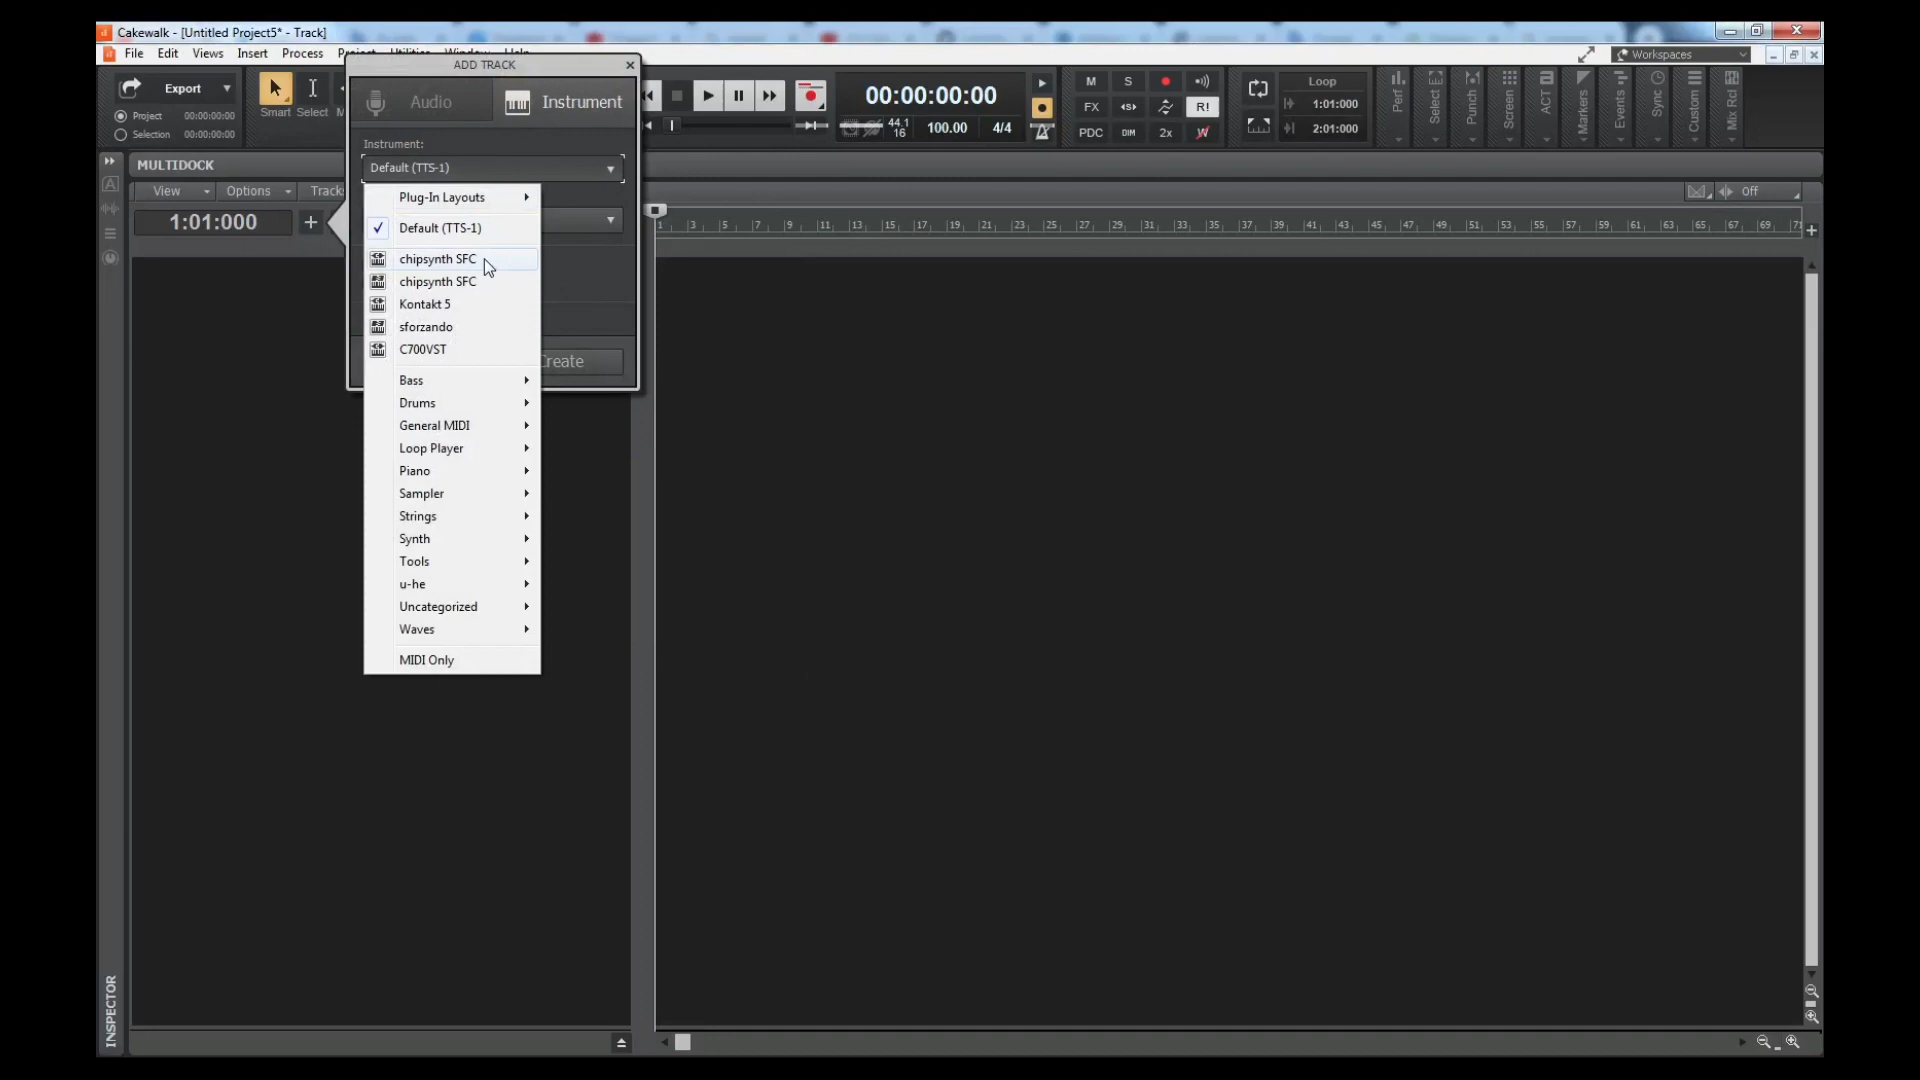 Cakewalk - [Untitled Project5* - Track]
File Edit Views Insert Process Project Utilities Window Help
Workspaces
ADD TRACK
Audio
Instrument
Instrument:
Default (TTS-1)
Plug-In Layouts
Default (TTS-1)
chipsynth SFC
chipsynth SFC
Kontakt 5
sforzando
C700VST
Bass
Drums
General MIDI
Loop Player
Piano
Sampler
Strings
Synth
Tools
u-he
Uncategorized
Waves
MIDI Only
Create
Export
Project 00:00:00:00
Selection 00:00:00:00
Smart
Select
00:00:00:00
44.1
16
100.00
4/4
M S
FX R!
PDC DIM 2x W
Loop
1:01:000
2:01:000
Perf
Select
Punch
Screen
ACT
Markers
Events
Sync
Custom
Mix Rcl
MULTIDOCK
View Options Tracks
Off
1:01:000
1 3 5 7 9 11 13 15 17 19 21 23 25 27 29 31 33 35 37 39 41 43 45 47 49 51 53 55 57 59 61 63 65 67 69 71
INSPECTOR